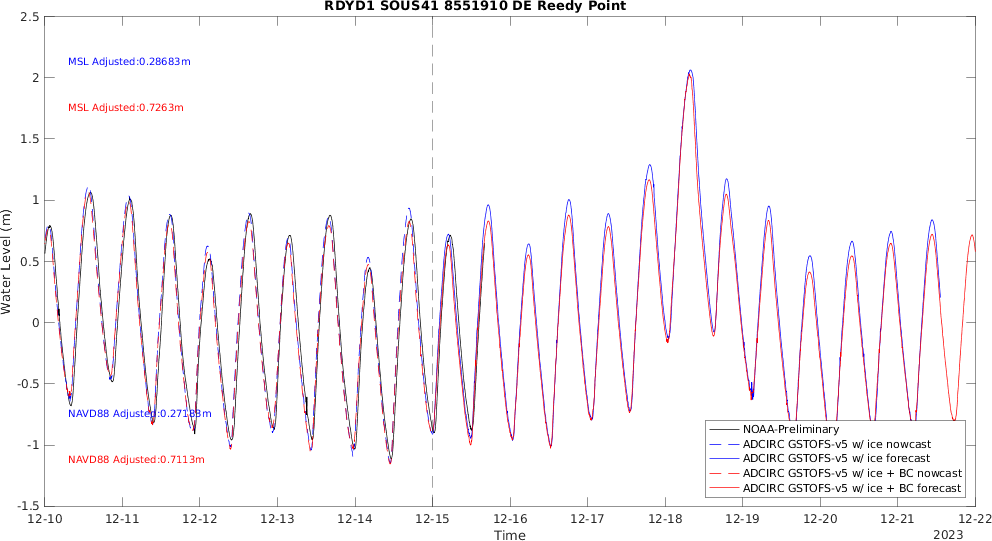 RDYD1 SOUS41 8551910 DE Reedy Point
2.5
2
1.5
1
0.5
0
-0.5
-1
-1.5
Water Level (m)
MSL Adjusted:0.28683m
MSL Adjusted:0.7263m
NAVD88 Adjusted:0.27183m
NAVD88 Adjusted:0.7113m
NOAA-Preliminary
ADCIRC GSTOFS-v5 w/ ice nowcast
ADCIRC GSTOFS-v5 w/ ice forecast
ADCIRC GSTOFS-v5 w/ ice + BC nowcast
ADCIRC GSTOFS-v5 w/ ice + BC forecast
12-10 12-11 12-12 12-13 12-14 12-15 12-16 12-17 12-18 12-19 12-20 12-21 12-22
Time
2023